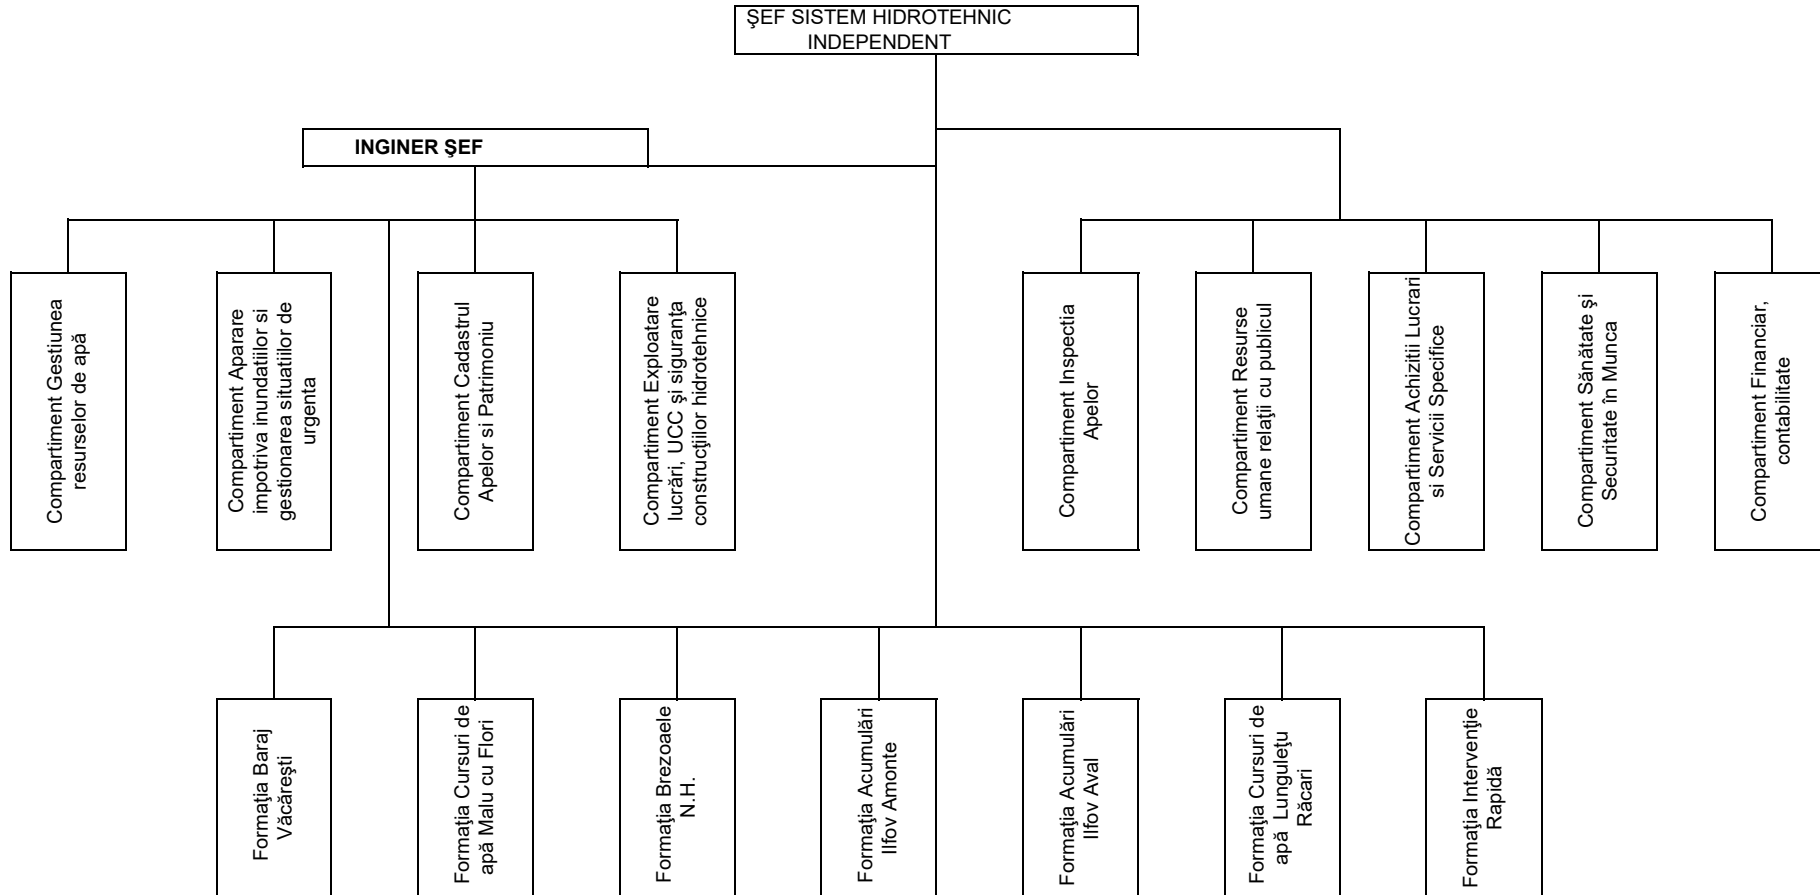 ŞEF SISTEM HIDROTEHNIC
INDEPENDENT
INGINER ŞEF
Compartiment Gestiunea
resurselor de apă
Compartiment Aparare
impotriva inundatiilor si
gestionarea situatiilor de
urgenta
Compartiment Cadastrul
Apelor si Patrimoniu
Compartiment Exploatare
lucrări, UCC şi siguranţa
construcţiilor hidrotehnice
Compartiment Inspectia
Apelor
Compartiment Resurse
umane relaţii cu publicul
Compartiment Achizitii Lucrari
si Servicii Specifice
Compartiment Sănătate şi
Securitate în Munca
Compartiment Financiar,
contabilitate
Formaţia Baraj
Văcăreşti
Formaţia Cursuri de
apă Malu cu Flori
Formaţia Brezoaele
N.H.
Formaţia Acumulări
Ilfov Amonte
Formaţia Acumulări
Ilfov Aval
Formaţia Cursuri de
apă Lunguleţu
Răcari
Formaţia Intervenţie
Rapidă